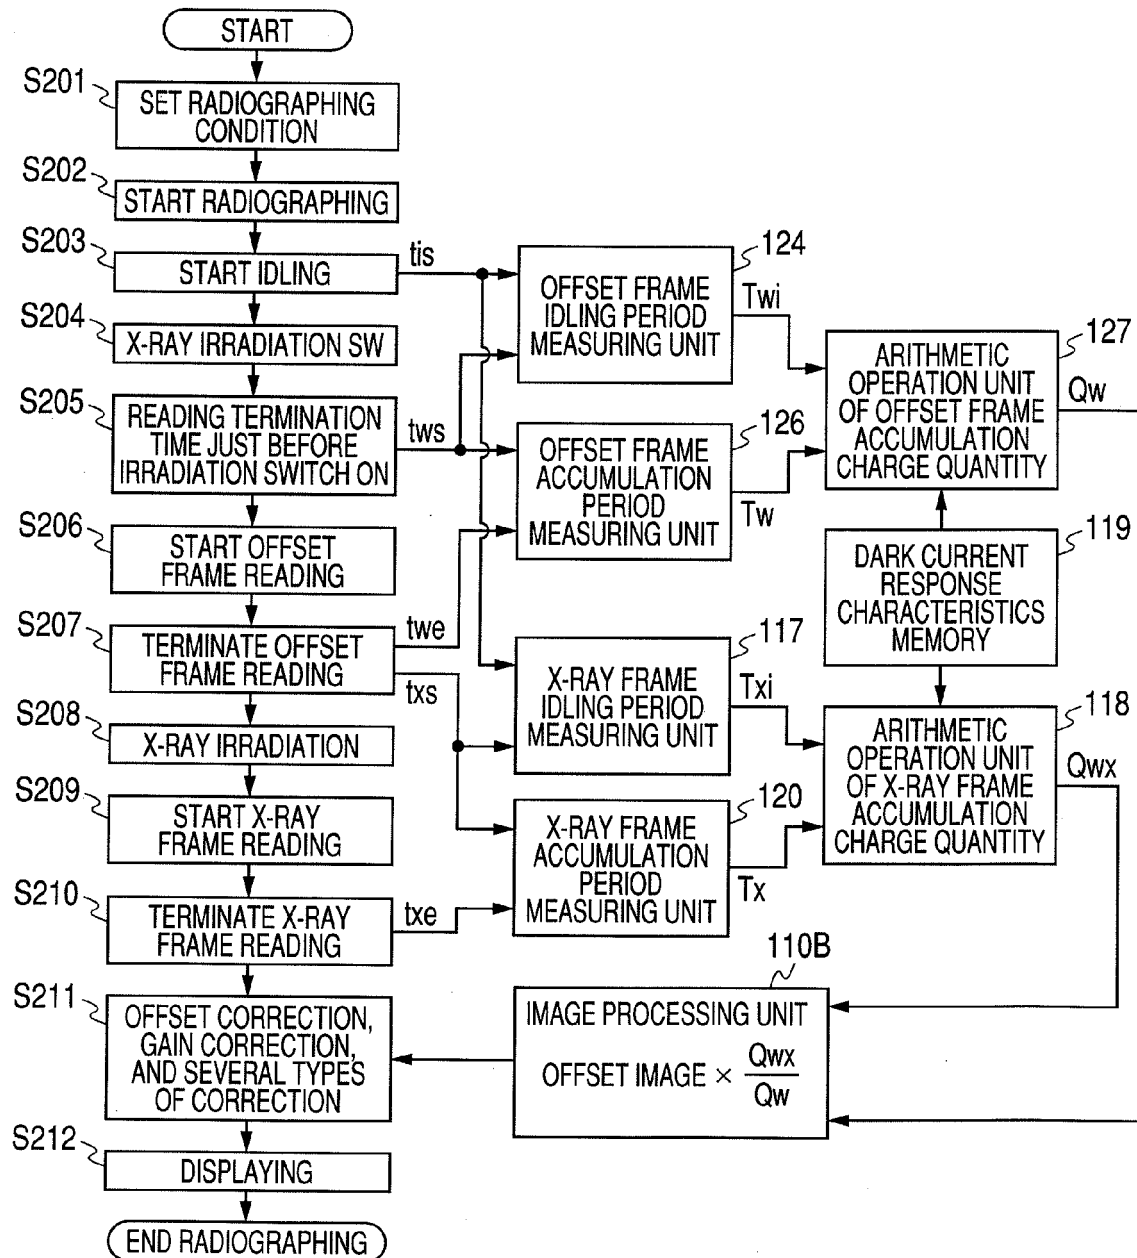 START
S201
SET RADIOGRAPHING
CONDITION
S202
START RADIOGRAPHING
S203
START IDLING
tis
S204
X-RAY IRRADIATION SW
S205
READING TERMINATION
TIME JUST BEFORE
IRRADIATION SWITCH ON
tws
S206
START OFFSET
FRAME READING
S207
TERMINATE OFFSET
FRAME READING
twe
txs
S208
X-RAY IRRADIATION
S209
START X-RAY
FRAME READING
S210
TERMINATE X-RAY
FRAME READING
txe
S211
OFFSET CORRECTION,
GAIN CORRECTION,
AND SEVERAL TYPES
OF CORRECTION
S212
DISPLAYING
END RADIOGRAPHING
124
OFFSET FRAME
IDLING PERIOD
MEASURING UNIT
Twi
126
OFFSET FRAME
ACCUMULATION
PERIOD
MEASURING UNIT
Tw
117
X-RAY FRAME
IDLING PERIOD
MEASURING UNIT
Txi
120
X-RAY FRAME
ACCUMULATION
PERIOD
MEASURING UNIT
Tx
127
ARITHMETIC
OPERATION UNIT
OF OFFSET FRAME
ACCUMULATION
CHARGE QUANTITY
Qw
119
DARK CURRENT
RESPONSE
CHARACTERISTICS
MEMORY
118
ARITHMETIC
OPERATION UNIT
OF X-RAY FRAME
ACCUMULATION
CHARGE QUANTITY
Qwx
110B
IMAGE PROCESSING UNIT
OFFSET IMAGE × Qwx
Qw